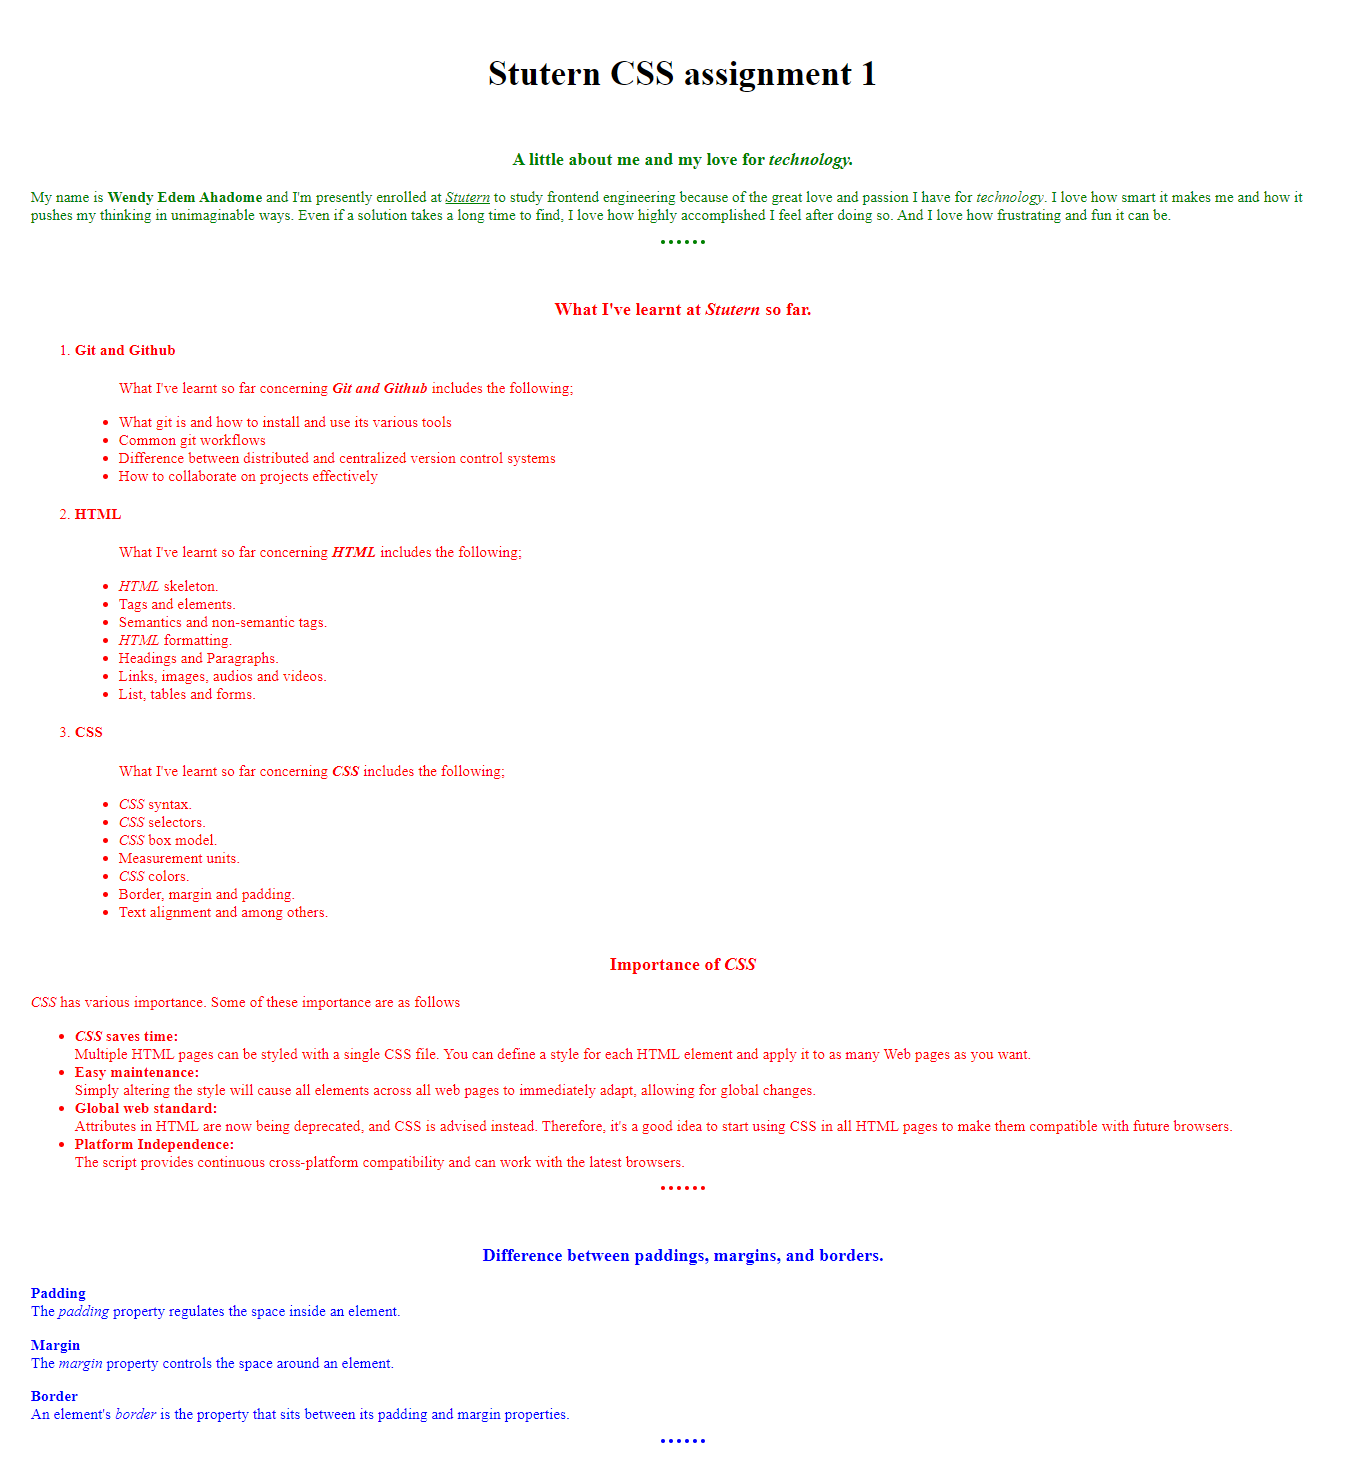 Stutern CSS assignment 1
A little about me and my love for technology.
My name is Wendy Edem Ahadome and I'm presently enrolled at Stutern to study frontend engineering because of the great love and passion I have for technology. I love how smart it makes me and how it
pushes my thinking in unimaginable ways. Even if a solution takes a long time to find, I love how highly accomplished I feel after doing so. And I love how frustrating and fun it can be.
What I've learnt at Stutern so far.
1. Git and Github
What I've learnt so far concerning Git and Github includes the following;
• What git is and how to install and use its various tools
• Common git workflows
• Difference between distributed and centralized version control systems
• How to collaborate on projects effectively
2. HTML
What I've learnt so far concerning HTML includes the following;
• HTML skeleton.
• Tags and elements.
• Semantics and non-semantic tags.
• HTML formatting.
• Headings and Paragraphs.
• Links, images, audios and videos.
• List, tables and forms.
3. CSS
What I've learnt so far concerning CSS includes the following;
• CSS syntax.
• CSS selectors.
• CSS box model.
• Measurement units.
• CSS colors.
• Border, margin and padding.
• Text alignment and among others.
Importance of CSS
CSS has various importance. Some of these importance are as follows
• CSS saves time:
Multiple HTML pages can be styled with a single CSS file. You can define a style for each HTML element and apply it to as many Web pages as you want.
• Easy maintenance:
Simply altering the style will cause all elements across all web pages to immediately adapt, allowing for global changes.
• Global web standard:
Attributes in HTML are now being deprecated, and CSS is advised instead. Therefore, it's a good idea to start using CSS in all HTML pages to make them compatible with future browsers.
• Platform Independence:
The script provides continuous cross-platform compatibility and can work with the latest browsers.
Difference between paddings, margins, and borders.
Padding
The padding property regulates the space inside an element.
Margin
The margin property controls the space around an element.
Border
An element's border is the property that sits between its padding and margin properties.